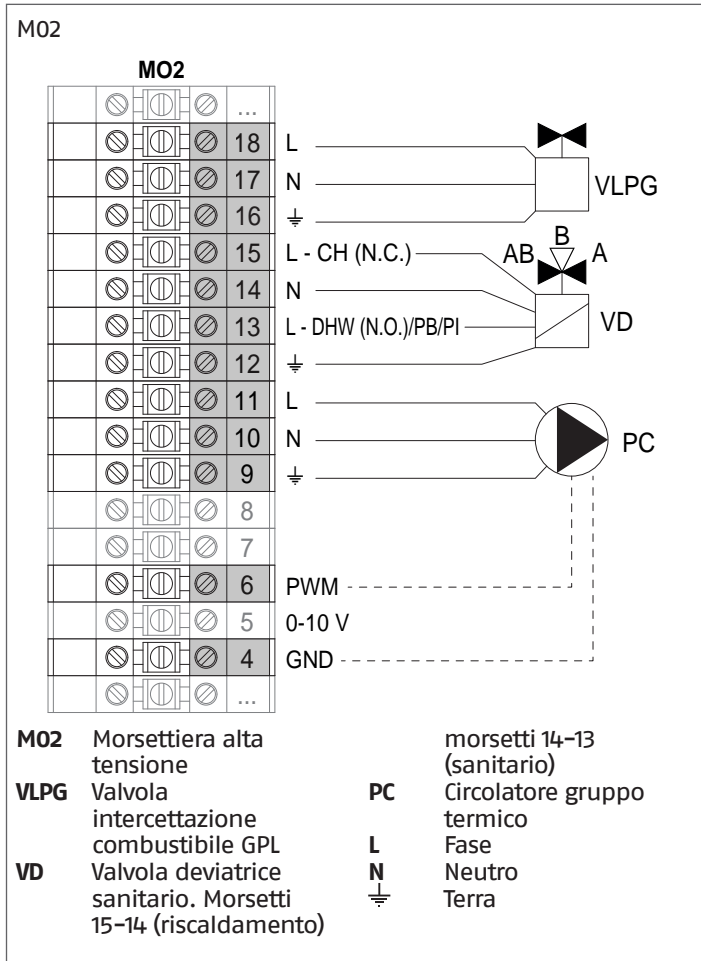 M02
MO2
...
18 L
17 N VLPG
16
15 L - CH (N.C.) AB B A
14 N
13 L - DHW (N.O.)/PB/PI VD
12
11 L
10 N PC
9
8
7
6 PWM
5 0-10 V
4 GND
...
M02 Morsettiera alta
tensione
VLPG Valvola
intercettazione
combustibile GPL
VD Valvola deviatrice
sanitario. Morsetti
15-14 (riscaldamento)
morsetti 14-13
(sanitario)
PC Circolatore gruppo
termico
L Fase
N Neutro
⏚ Terra